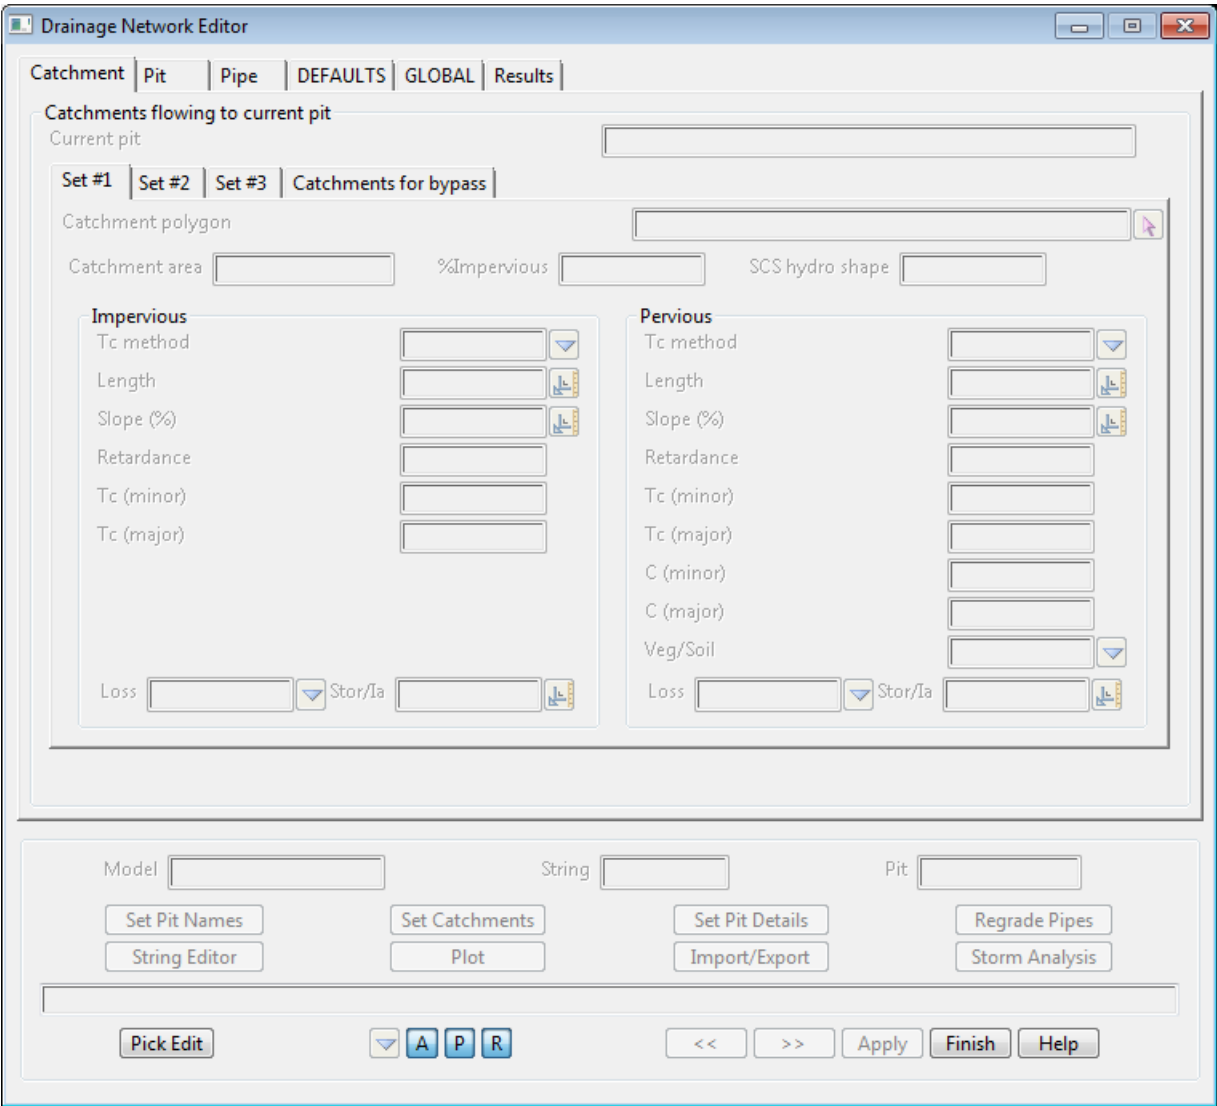 Drainage Network Editor
Catchment Pit Pipe DEFAULTS GLOBAL Results
Catchments flowing to current pit
Current pit
Set #1 Set #2 Set #3 Catchments for bypass
Catchment polygon
Catchment area %Impervious SCS hydro shape
Impervious Pervious
Tc method Tc method
Length Length
Slope (%) Slope (%)
Retardance Retardance
Tc (minor) Tc (minor)
Tc (major) Tc (major)
C (minor)
C (major)
Veg/Soil
Loss Stor/Ia Loss Stor/Ia
Model String Pit
Set Pit Names Set Catchments Set Pit Details Regrade Pipes
String Editor Plot Import/Export Storm Analysis
Pick Edit A P R << >> Apply Finish Help